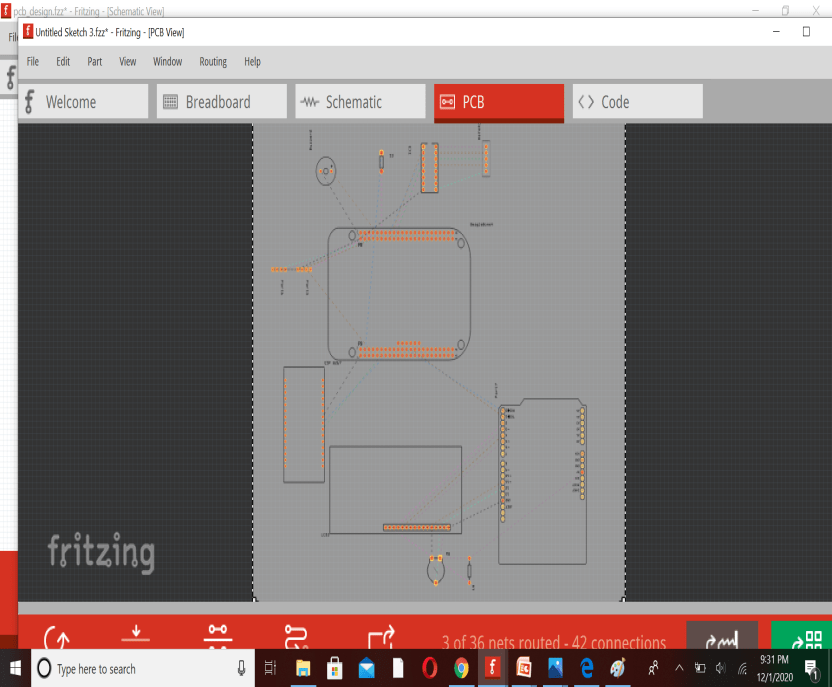 pcb_design.fzz* - Fritzing - [Schematic View]
Untitled Sketch 3.fzz* - Fritzing - [PCB View]
File Edit Part View Window Routing Help
Welcome Breadboard Schematic PCB Code
fritzing
3 of 36 nets routed - 42 connections
Type here to search
9:31 PM
12/1/2020
1